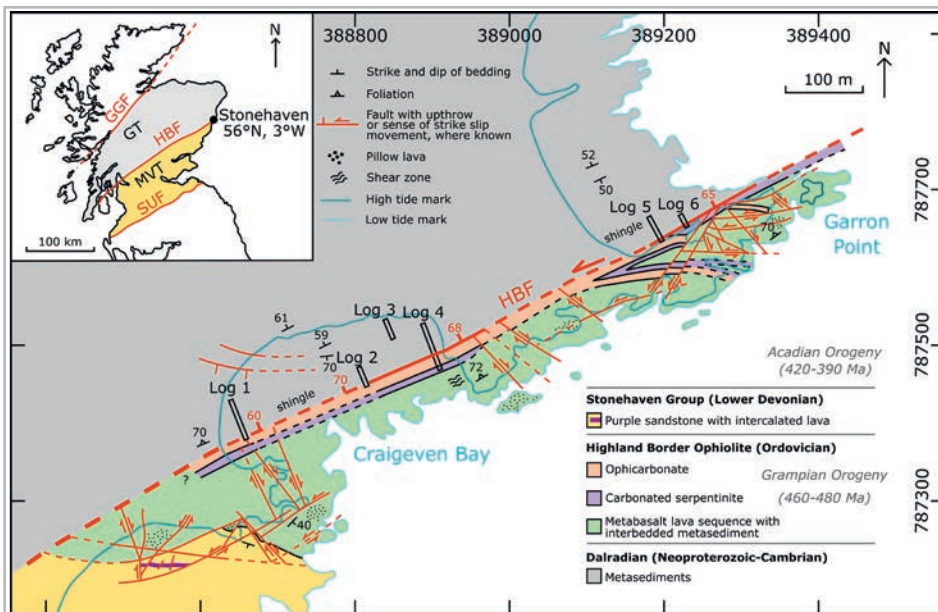 388800
389000
389200
389400
N
Stonehaven
56°N, 3°W
GGF
GT
HBF
MVT
SUF
100 km
Strike and dip of bedding
Foliation
Fault with upthrow
or sense of strike slip
movement, where known
Pillow lava
Shear zone
High tide mark
Low tide mark
N
100 m
52
50
Log 5
Log 6
65
shingle
70
Garron
Point
787700
HBF
61
59
70
Log 3
Log 4
68
Log 2
70
72
shingle
Log 1
60
70
?
40
Craigeven Bay
787500
787300
Acadian Orogeny
(420-390 Ma)
Stonehaven Group (Lower Devonian)
Purple sandstone with intercalated lava
Highland Border Ophiolite (Ordovician)
Ophicarbonate
Grampian Orogeny
Carbonated serpentinite
(460-480 Ma)
Metabasalt lava sequence with
interbedded metasediment
Dalradian (Neoproterozoic-Cambrian)
Metasediments